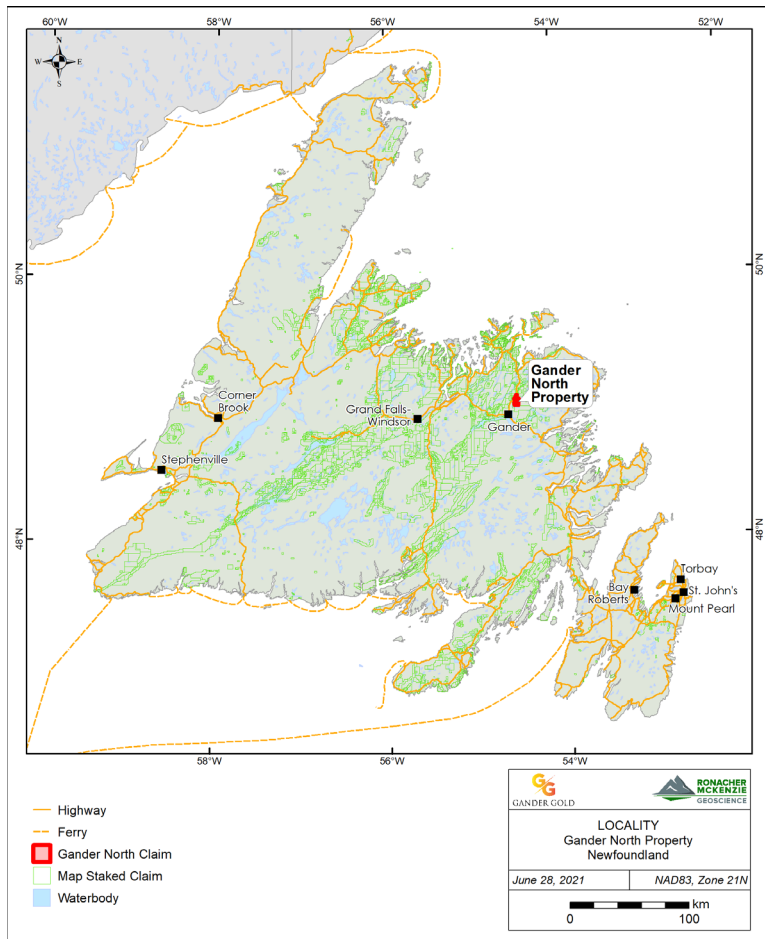 60°W 58°W 56°W 54°W 52°W
N
W E
S
50°N 50°N
Gander
North
Property
Corner
Brook
Grand Falls-
Windsor
Gander
Stephenville
48°N 48°N
Torbay
Bay
Roberts
St. John's
Mount Pearl
58°W 56°W 54°W
Highway
Ferry
Gander North Claim
Map Staked Claim
Waterbody
GG
GANDER GOLD
RONACHER
MCKENZIE
GEOSCIENCE
LOCALITY
Gander North Property
Newfoundland
June 28, 2021 NAD83, Zone 21N
km
0 100